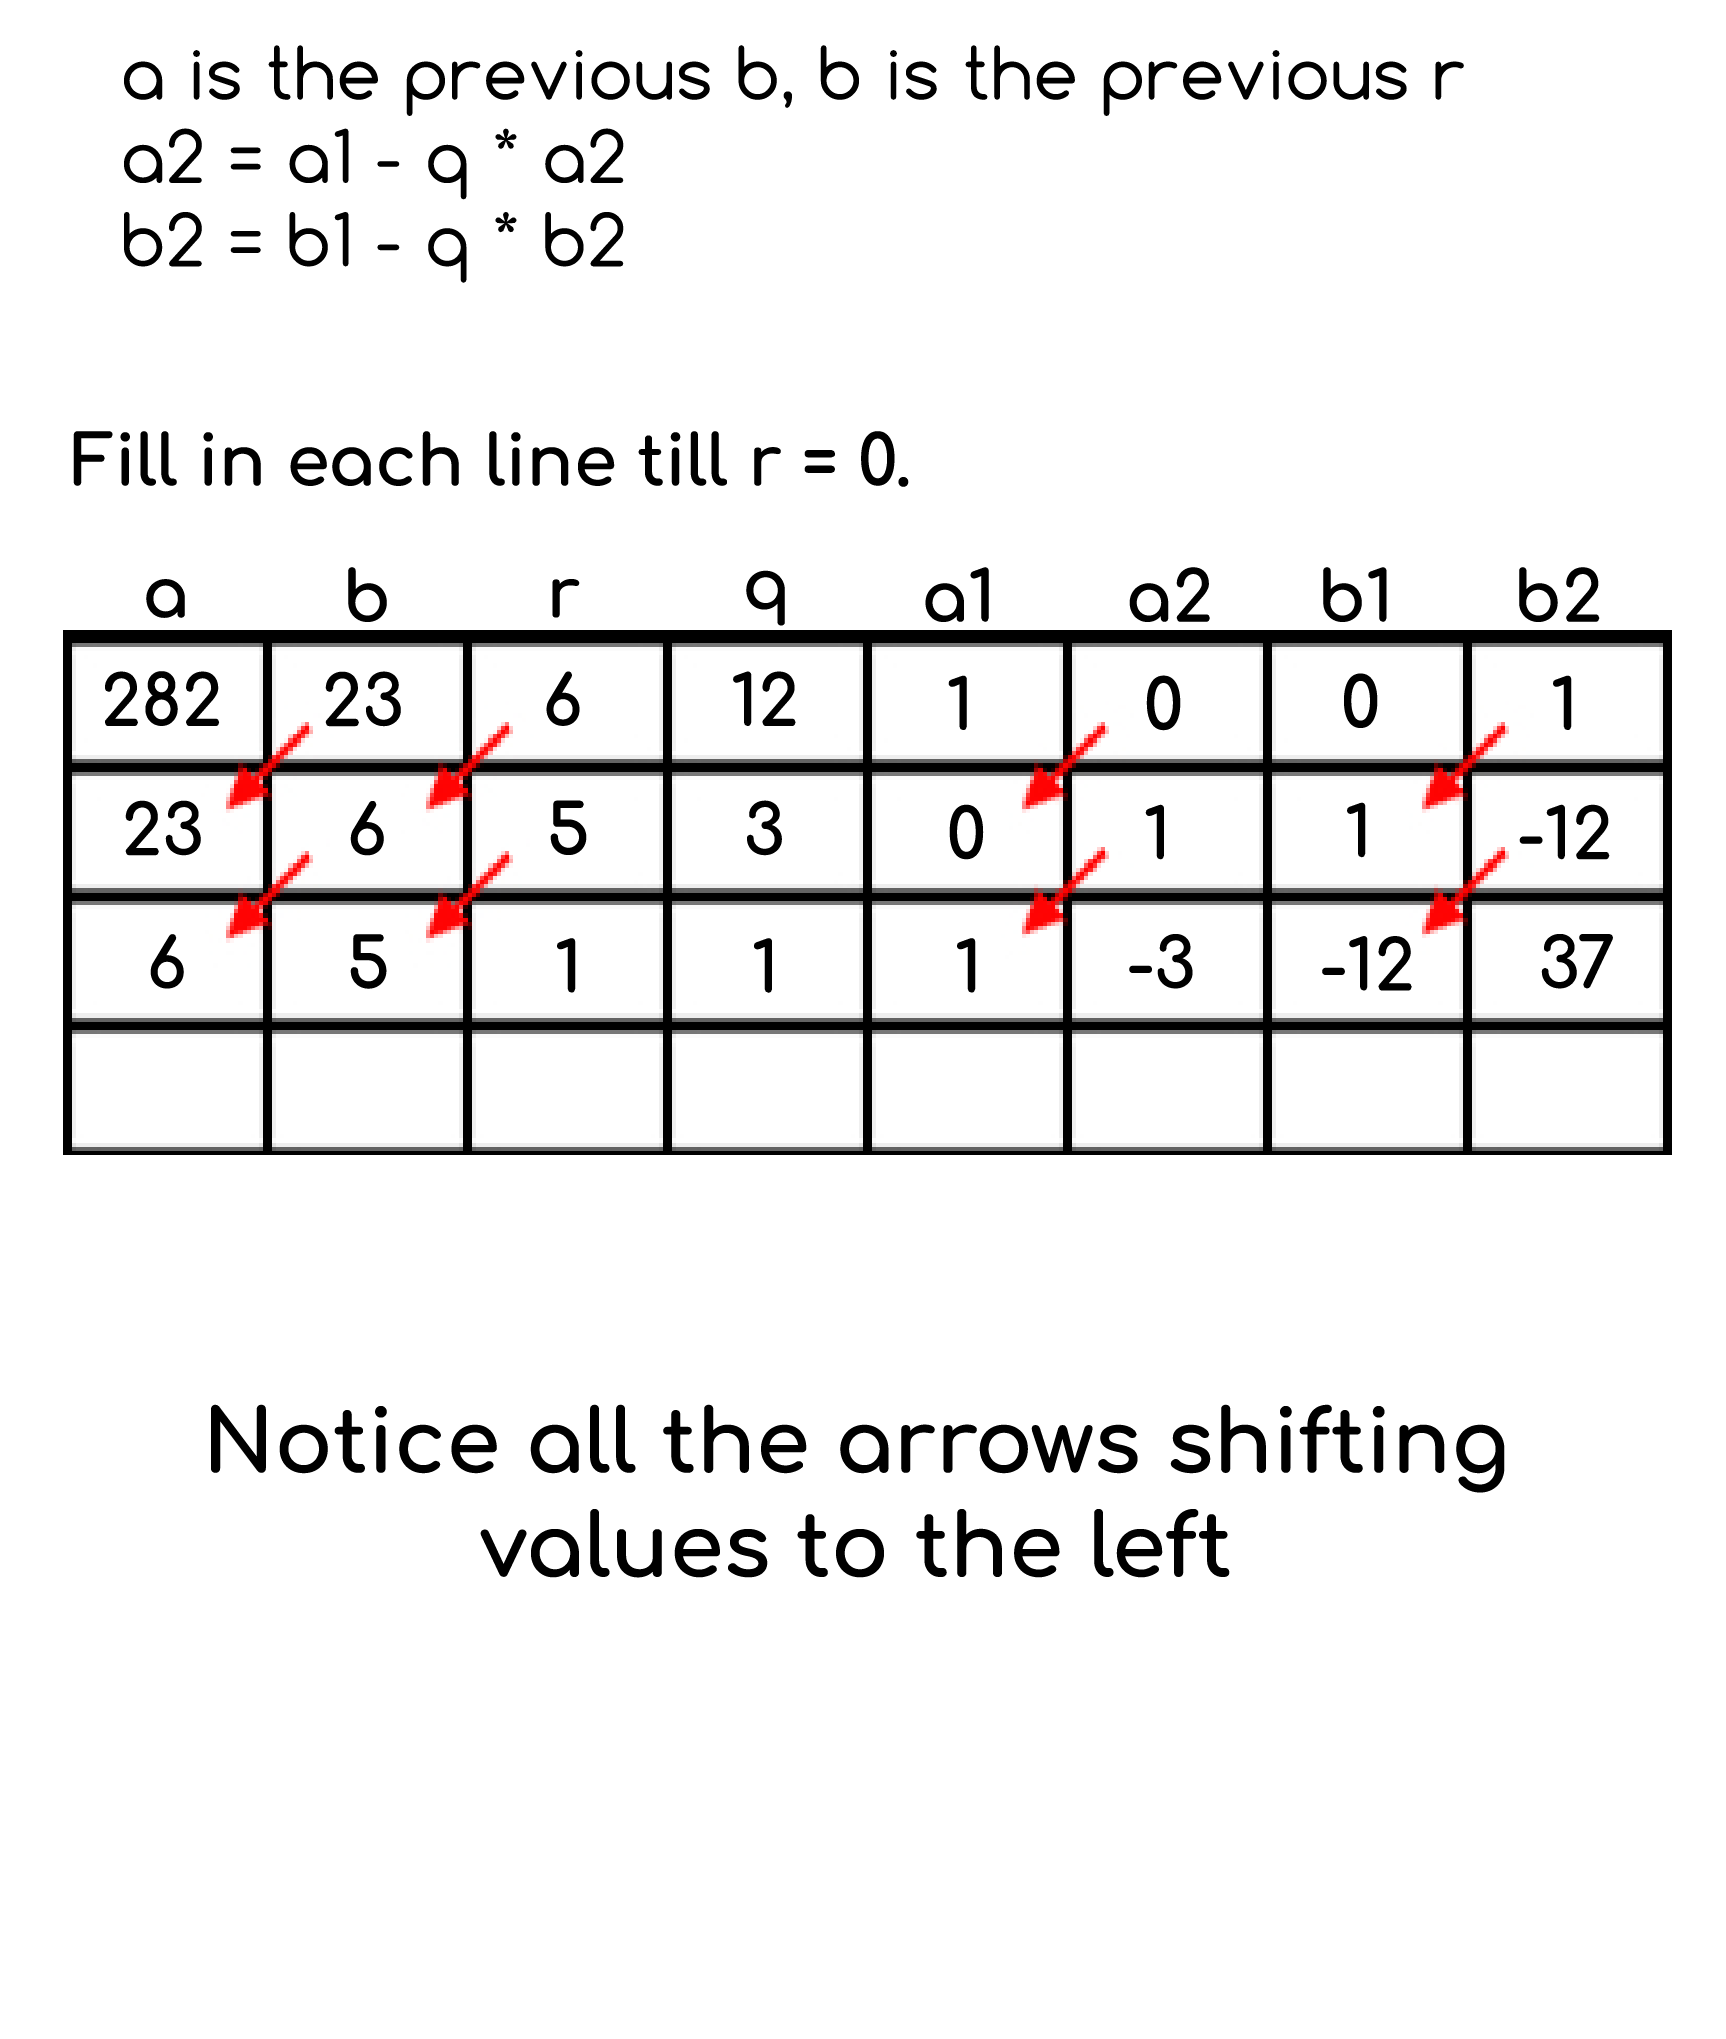 a is the previous b, b is the previous r
a2 = a1 - q * a2
b2 = b1 - q * b2
Fill in each line till r = 0.
a b r q a1 a2 b1 b2
282 23 6 12 1 0 0 1
23 6 5 3 0 1 1 -12
6 5 1 1 1 -3 -12 37
Notice all the arrows shifting
values to the left